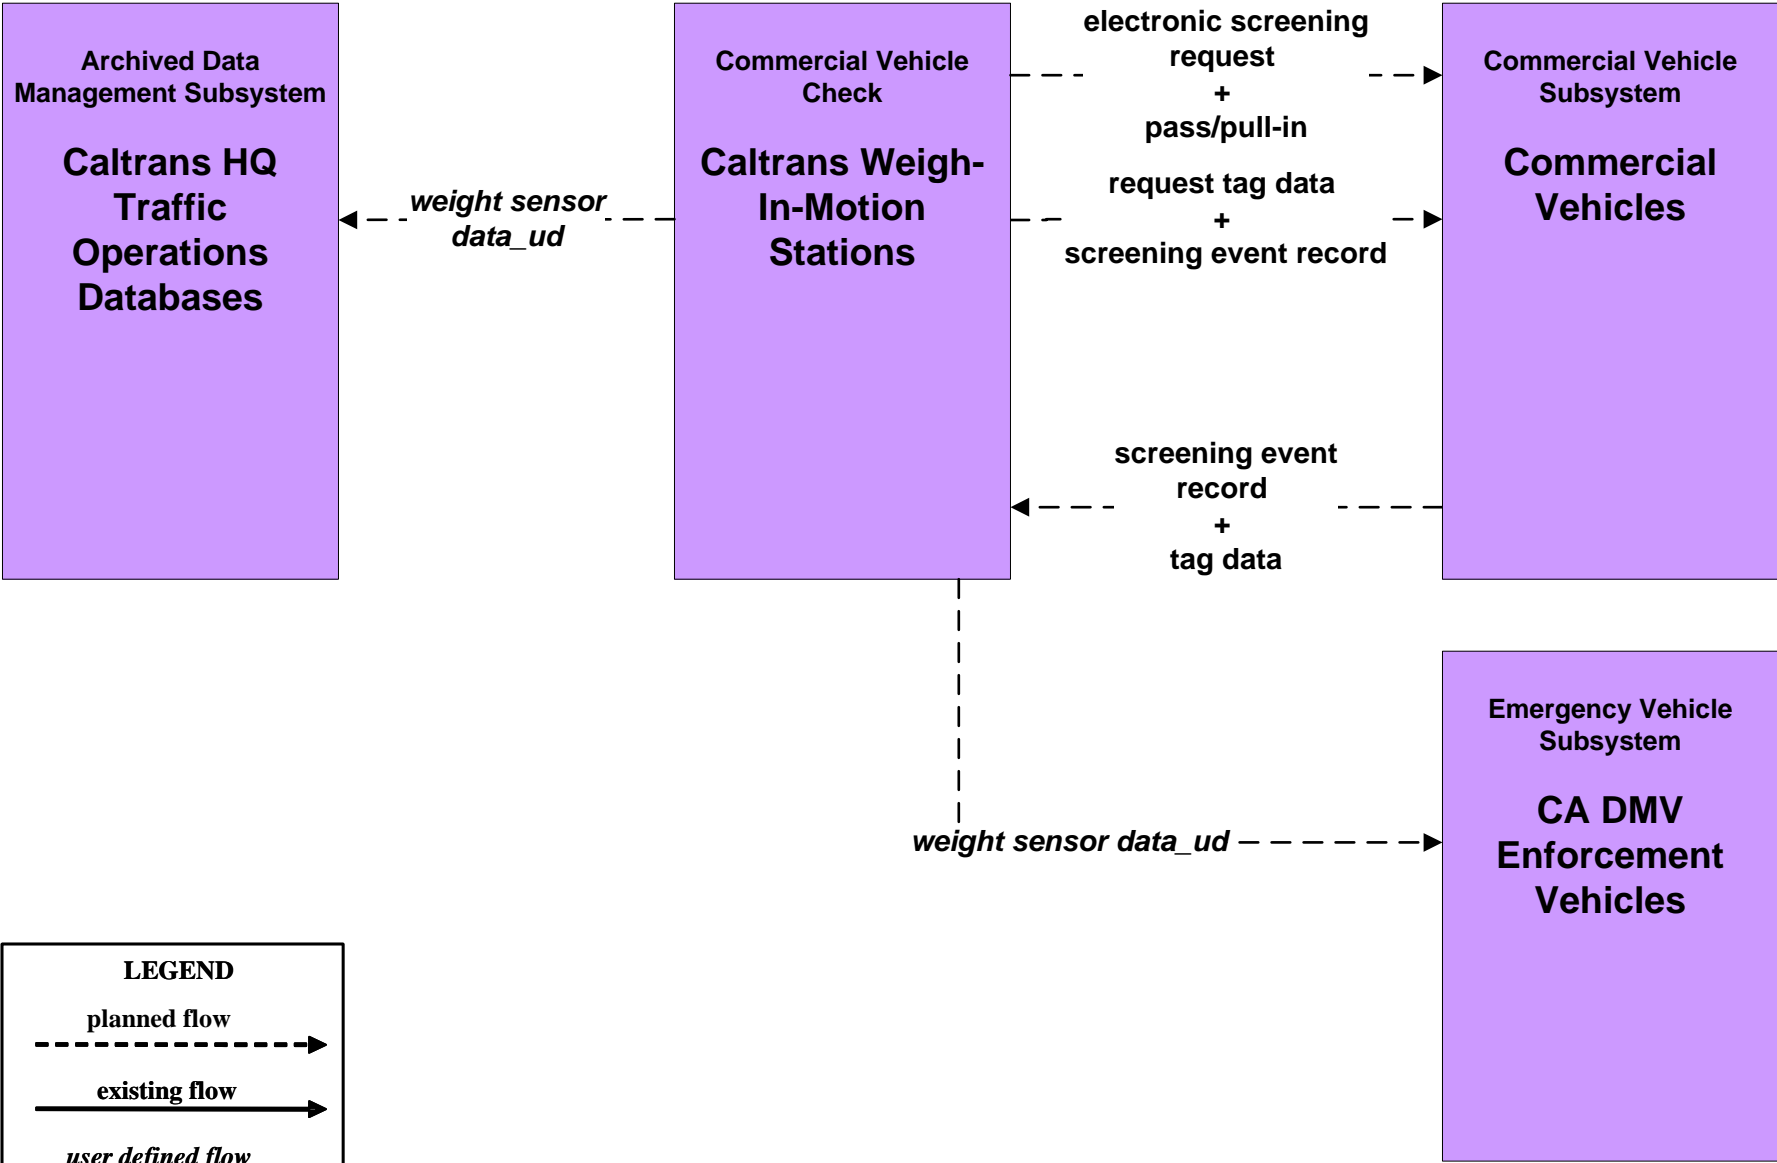 Archived Data
Management Subsystem
Caltrans HQ
Traffic
Operations
Databases
weight sensor
data_ud
Commercial Vehicle
Check
Caltrans Weigh-
In-Motion
Stations
electronic screening
request
+
pass/pull-in
request tag data
+
screening event record
screening event
record
+
tag data
Commercial Vehicle
Subsystem
Commercial
Vehicles
weight sensor data_ud
Emergency Vehicle
Subsystem
CA DMV
Enforcement
Vehicles
LEGEND
planned flow
existing flow
user defined flow